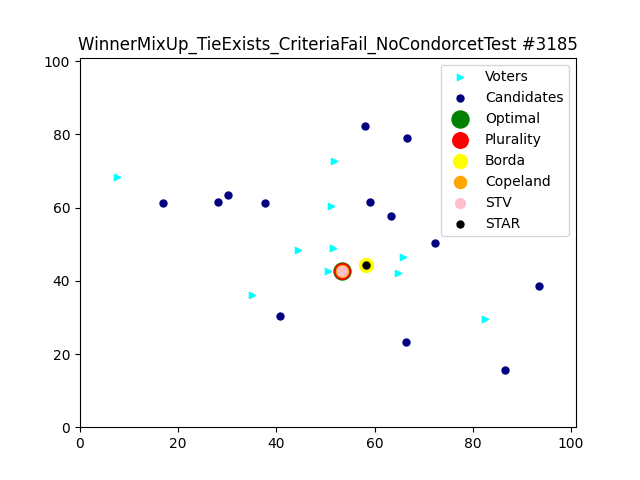 WinnerMixUp_TieExists_CriteriaFail_NoCondorcetTest #3185
100
80
60
40
20
0
0 20 40 60 80 100
Voters
Candidates
Optimal
Plurality
Borda
Copeland
STV
STAR